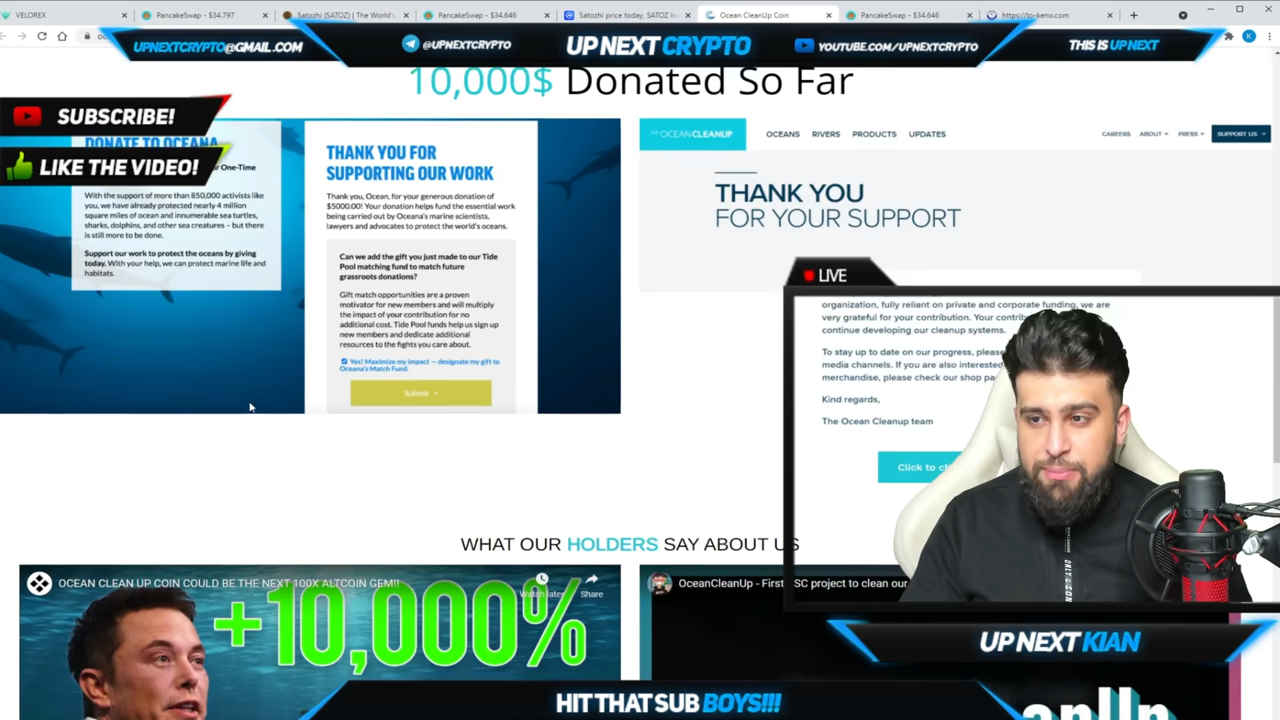 VELOREX
PancakeSwap - $34.797
Satozhi (SATOZ) | The World's
PancakeSwap - $34.646
Satozhi price today, SATOZ live
Ocean CleanUp Coin
PancakeSwap - $34.646
https://to-keno.com
UPNEXTCRYPTO@GMAIL.COM
@UPNEXTCRYPTO
UP NEXT CRYPTO
YOUTUBE.COM/UPNEXTCRYPTO
THIS IS UP NEXT
10,000$ Donated So Far
SUBSCRIBE!
LIKE THE VIDEO!
DONATE TO OCEANA
or One-Time
With the support of more than 850,000 activists like
you, we have already protected nearly 4 million
square miles of ocean and innumerable sea turtles,
sharks, dolphins, and other sea creatures – but there
is still more to be done.
Support our work to protect the oceans by giving
today. With your help, we can protect marine life and
habitats.
THANK YOU FOR
SUPPORTING OUR WORK
Thank you, Ocean, for your generous donation of
$5000.00! Your donation helps fund the essential work
being carried out by Oceana's marine scientists,
lawyers and advocates to protect the world's oceans.
Can we add the gift you just made to our Tide
Pool matching fund to match future
grassroots donations?
Gift match opportunities are a proven
motivator for new members and will multiply
the impact of your contribution for no
additional cost. Tide Pool funds help us sign up
new members and dedicate additional
resources to the fights you care about.
Yes! Maximize my impact — designate my gift to
Oceana's Match Fund.
Submit
THE OCEAN CLEANUP
OCEANS RIVERS PRODUCTS UPDATES
CAREERS ABOUT PRESS SUPPORT US
THANK YOU
FOR YOUR SUPPORT
LIVE
organization, fully reliant on private and corporate funding, we are
very grateful for your contribution. Your
continue developing our cleanup systems.
To stay up to date on our progress,
media channels. If you are also interested
merchandise, please check our shop
Kind regards,
The Ocean Cleanup team
Click to
WHAT OUR HOLDERS SAY ABOUT US
OCEAN CLEAN UP COIN COULD BE THE NEXT 100X ALTCOIN GEM!!
Watch later
Share
+10,000%
OceanCleanUp - First SC project to clean our
UP NEXT KIAN
HIT THAT SUB BOYS!!!